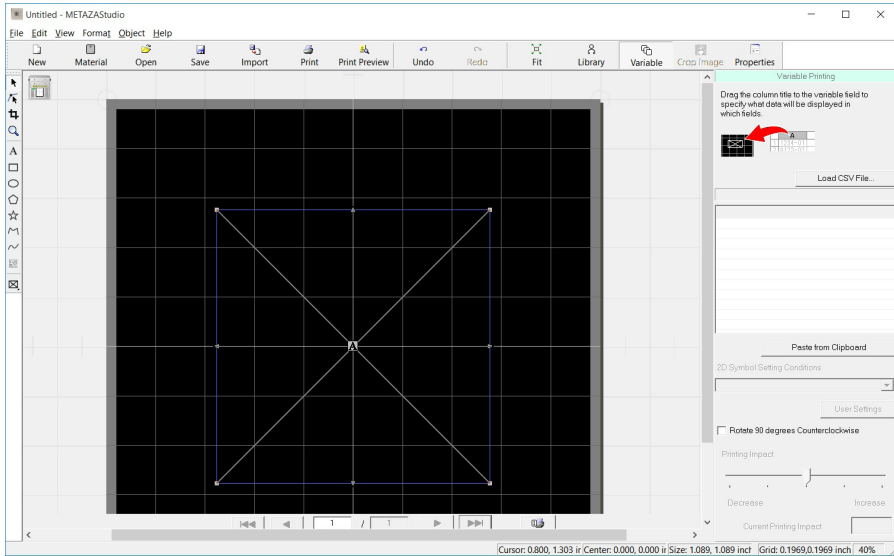 Untitled - METAZAStudio
File Edit View Format Object Help
New Material Open Save Import Print Print Preview Undo Redo Fit Library Variable Crop Image Properties
Variable Printing
Drag the column title to the variable field to
specify what data will be displayed in
which fields.
A
Load CSV File...
A
Paste from Clipboard
2D Symbol Setting Conditions
User Settings
Rotate 90 degrees Counterclockwise
Printing Impact
Decrease Increase
Current Printing Impact
1 / 1
Cursor: 0.800, 1.303 ir Center: 0.000, 0.000 ir Size: 1.089, 1.089 inch Grid: 0.1969,0.1969 inch 40%